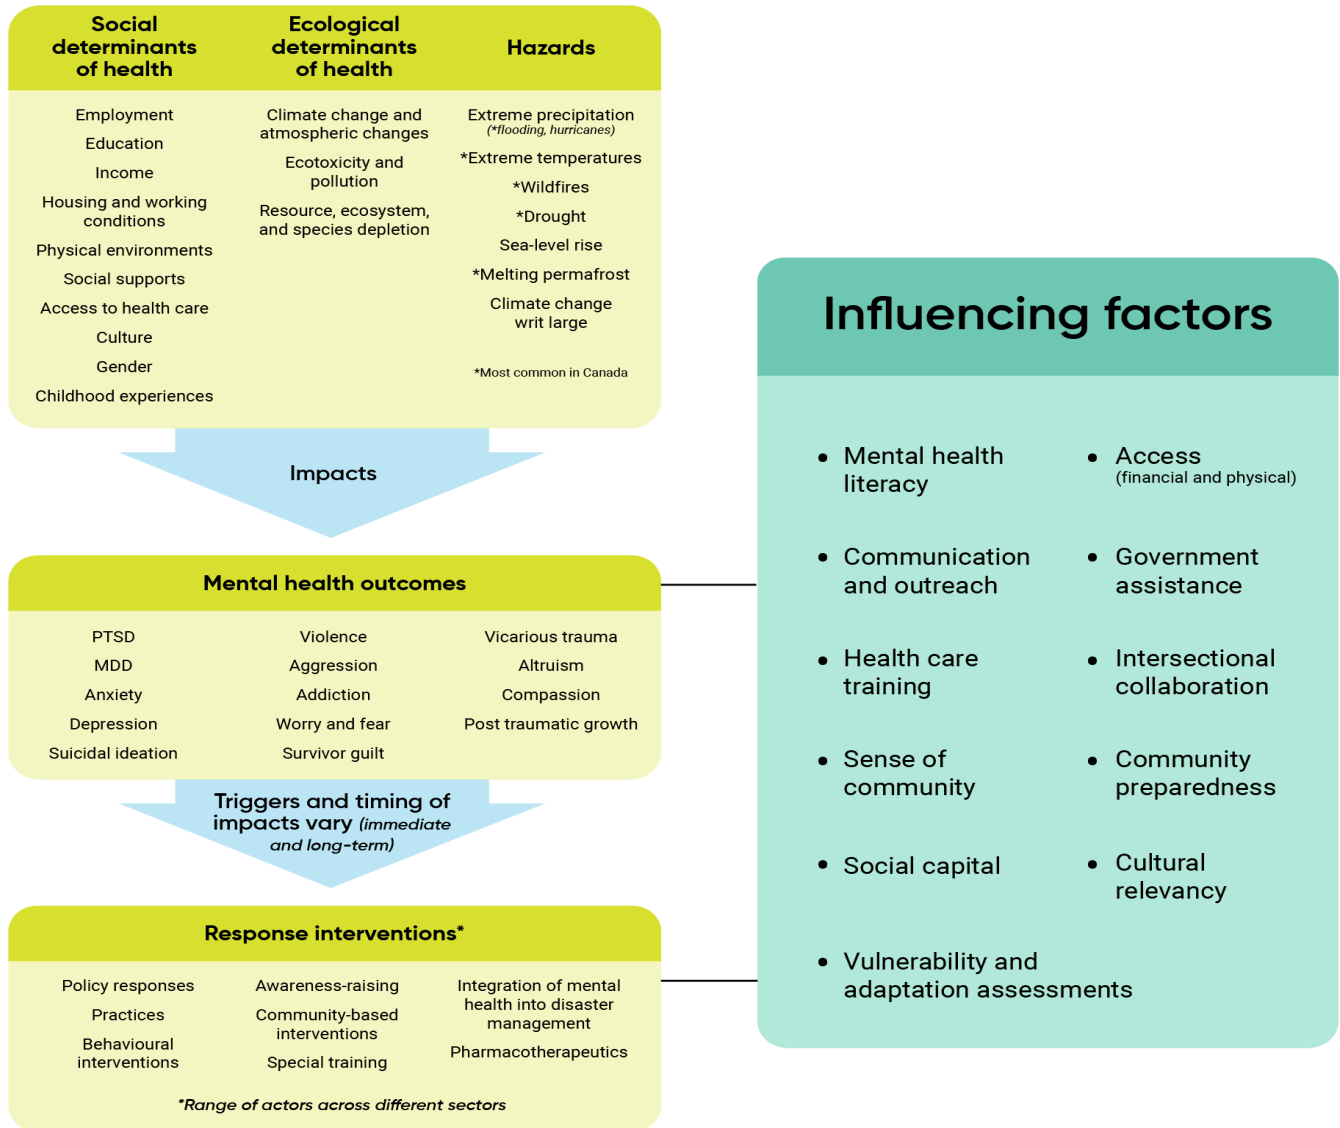 Social
determinants
of health
Employment
Education
Income
Housing and working
conditions
Physical environments
Social supports
Access to health care
Culture
Gender
Childhood experiences
Ecological
determinants
of health
Climate change and
atmospheric changes
Ecotoxicity and
pollution
Resource, ecosystem,
and species depletion
Hazards
Extreme precipitation
(*flooding, hurricanes)
*Extreme temperatures
*Wildfires
*Drought
Sea-level rise
*Melting permafrost
Climate change
writ large
*Most common in Canada
Impacts
Mental health outcomes
PTSD
MDD
Anxiety
Depression
Suicidal ideation
Violence
Aggression
Addiction
Worry and fear
Survivor guilt
Vicarious trauma
Altruism
Compassion
Post traumatic growth
Triggers and timing of
impacts vary (immediate
and long-term)
Response interventions*
Policy responses
Practices
Behavioural
interventions
Awareness-raising
Community-based
interventions
Special training
Integration of mental
health into disaster
management
Pharmacotherapeutics
*Range of actors across different sectors
Influencing factors
• Mental health
literacy
• Communication
and outreach
• Health care
training
• Sense of
community
• Social capital
• Access
(financial and physical)
• Government
assistance
• Intersectional
collaboration
• Community
preparedness
• Cultural
relevancy
• Vulnerability and
adaptation assessments